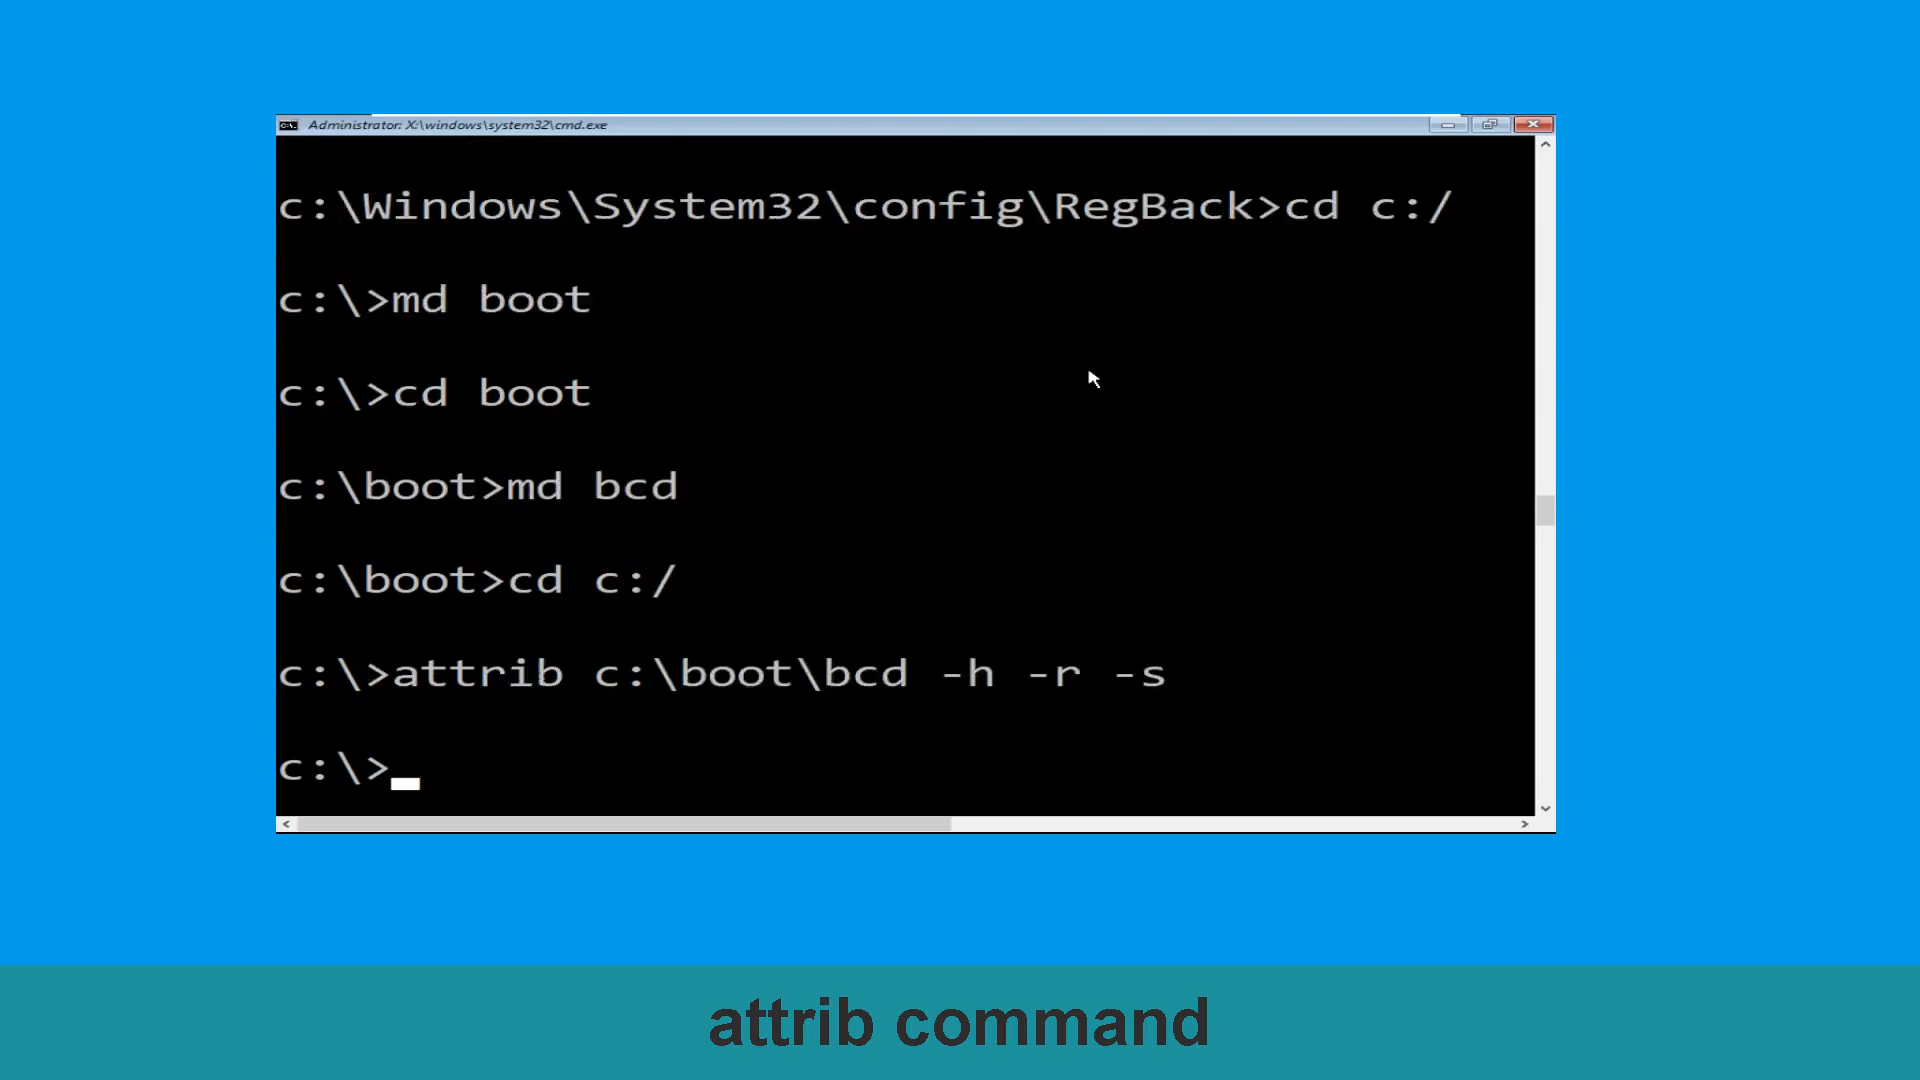 Administrator: X:\windows\system32\cmd.exe
c:\Windows\System32\config\RegBack>cd c:/
c:\>md boot
c:\>cd boot
c:\boot>md bcd
c:\boot>cd c:/
c:\>attrib c:\boot\bcd -h -r -s
c:\>
attrib command